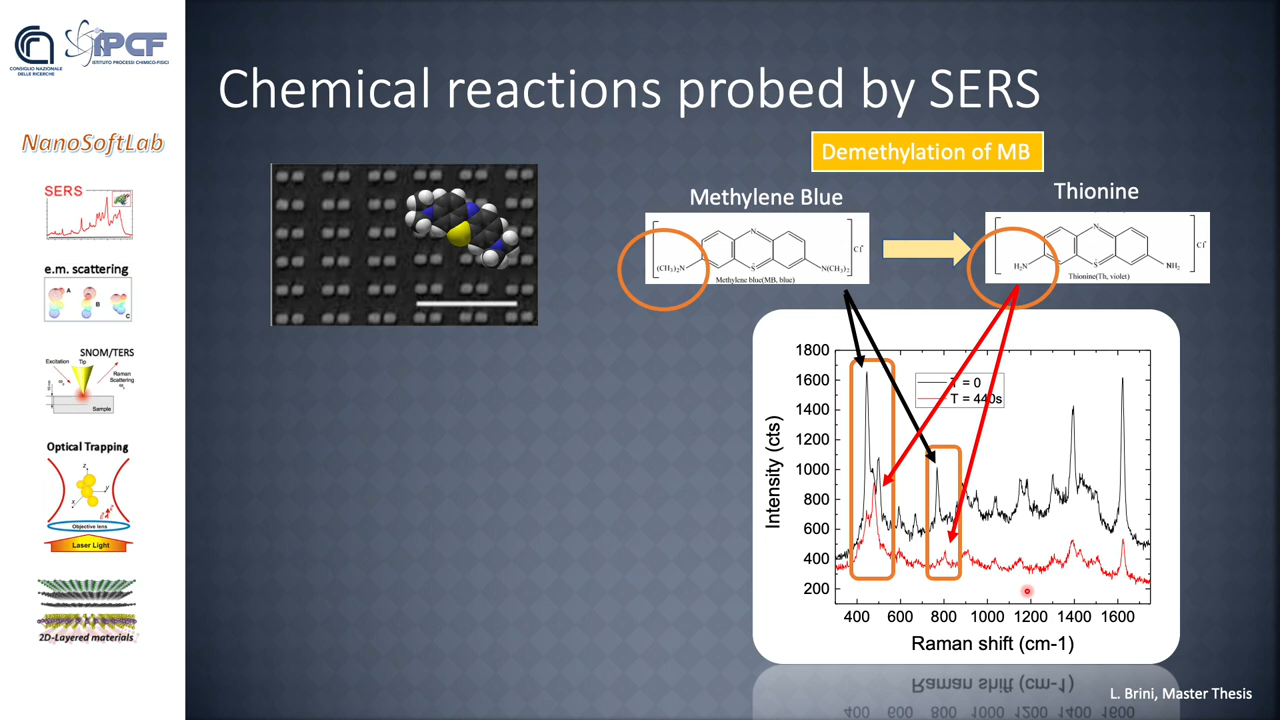 CONSIGLIO NAZIONALE
DELLE RICERCHE
IPCF
ISTITUTO PROCESSI CHIMICO-FISICI
Chemical reactions probed by SERS
NanoSoftLab
SERS
e.m. scattering
A
B
C
SNOM/TERS
Excitation
Tip
Raman
Scattering
Sample
Optical Trapping
z
y
x
Objective lens
Laser Light
2D-Layered materials
Demethylation of MB
Methylene Blue
Thionine
N
(CH₃)₂N
S
N(CH₃)₂
Cl
Methylene blue(MB, blue)
N
H₂N
S
NH₂
Cl
Thionine(Th, violet)
T = 0
T = 440s
Intensity (cts)
1800
1600
1400
1200
1000
800
600
400
200
400 600 800 1000 1200 1400 1600
Raman shift (cm-1)
L. Brini, Master Thesis